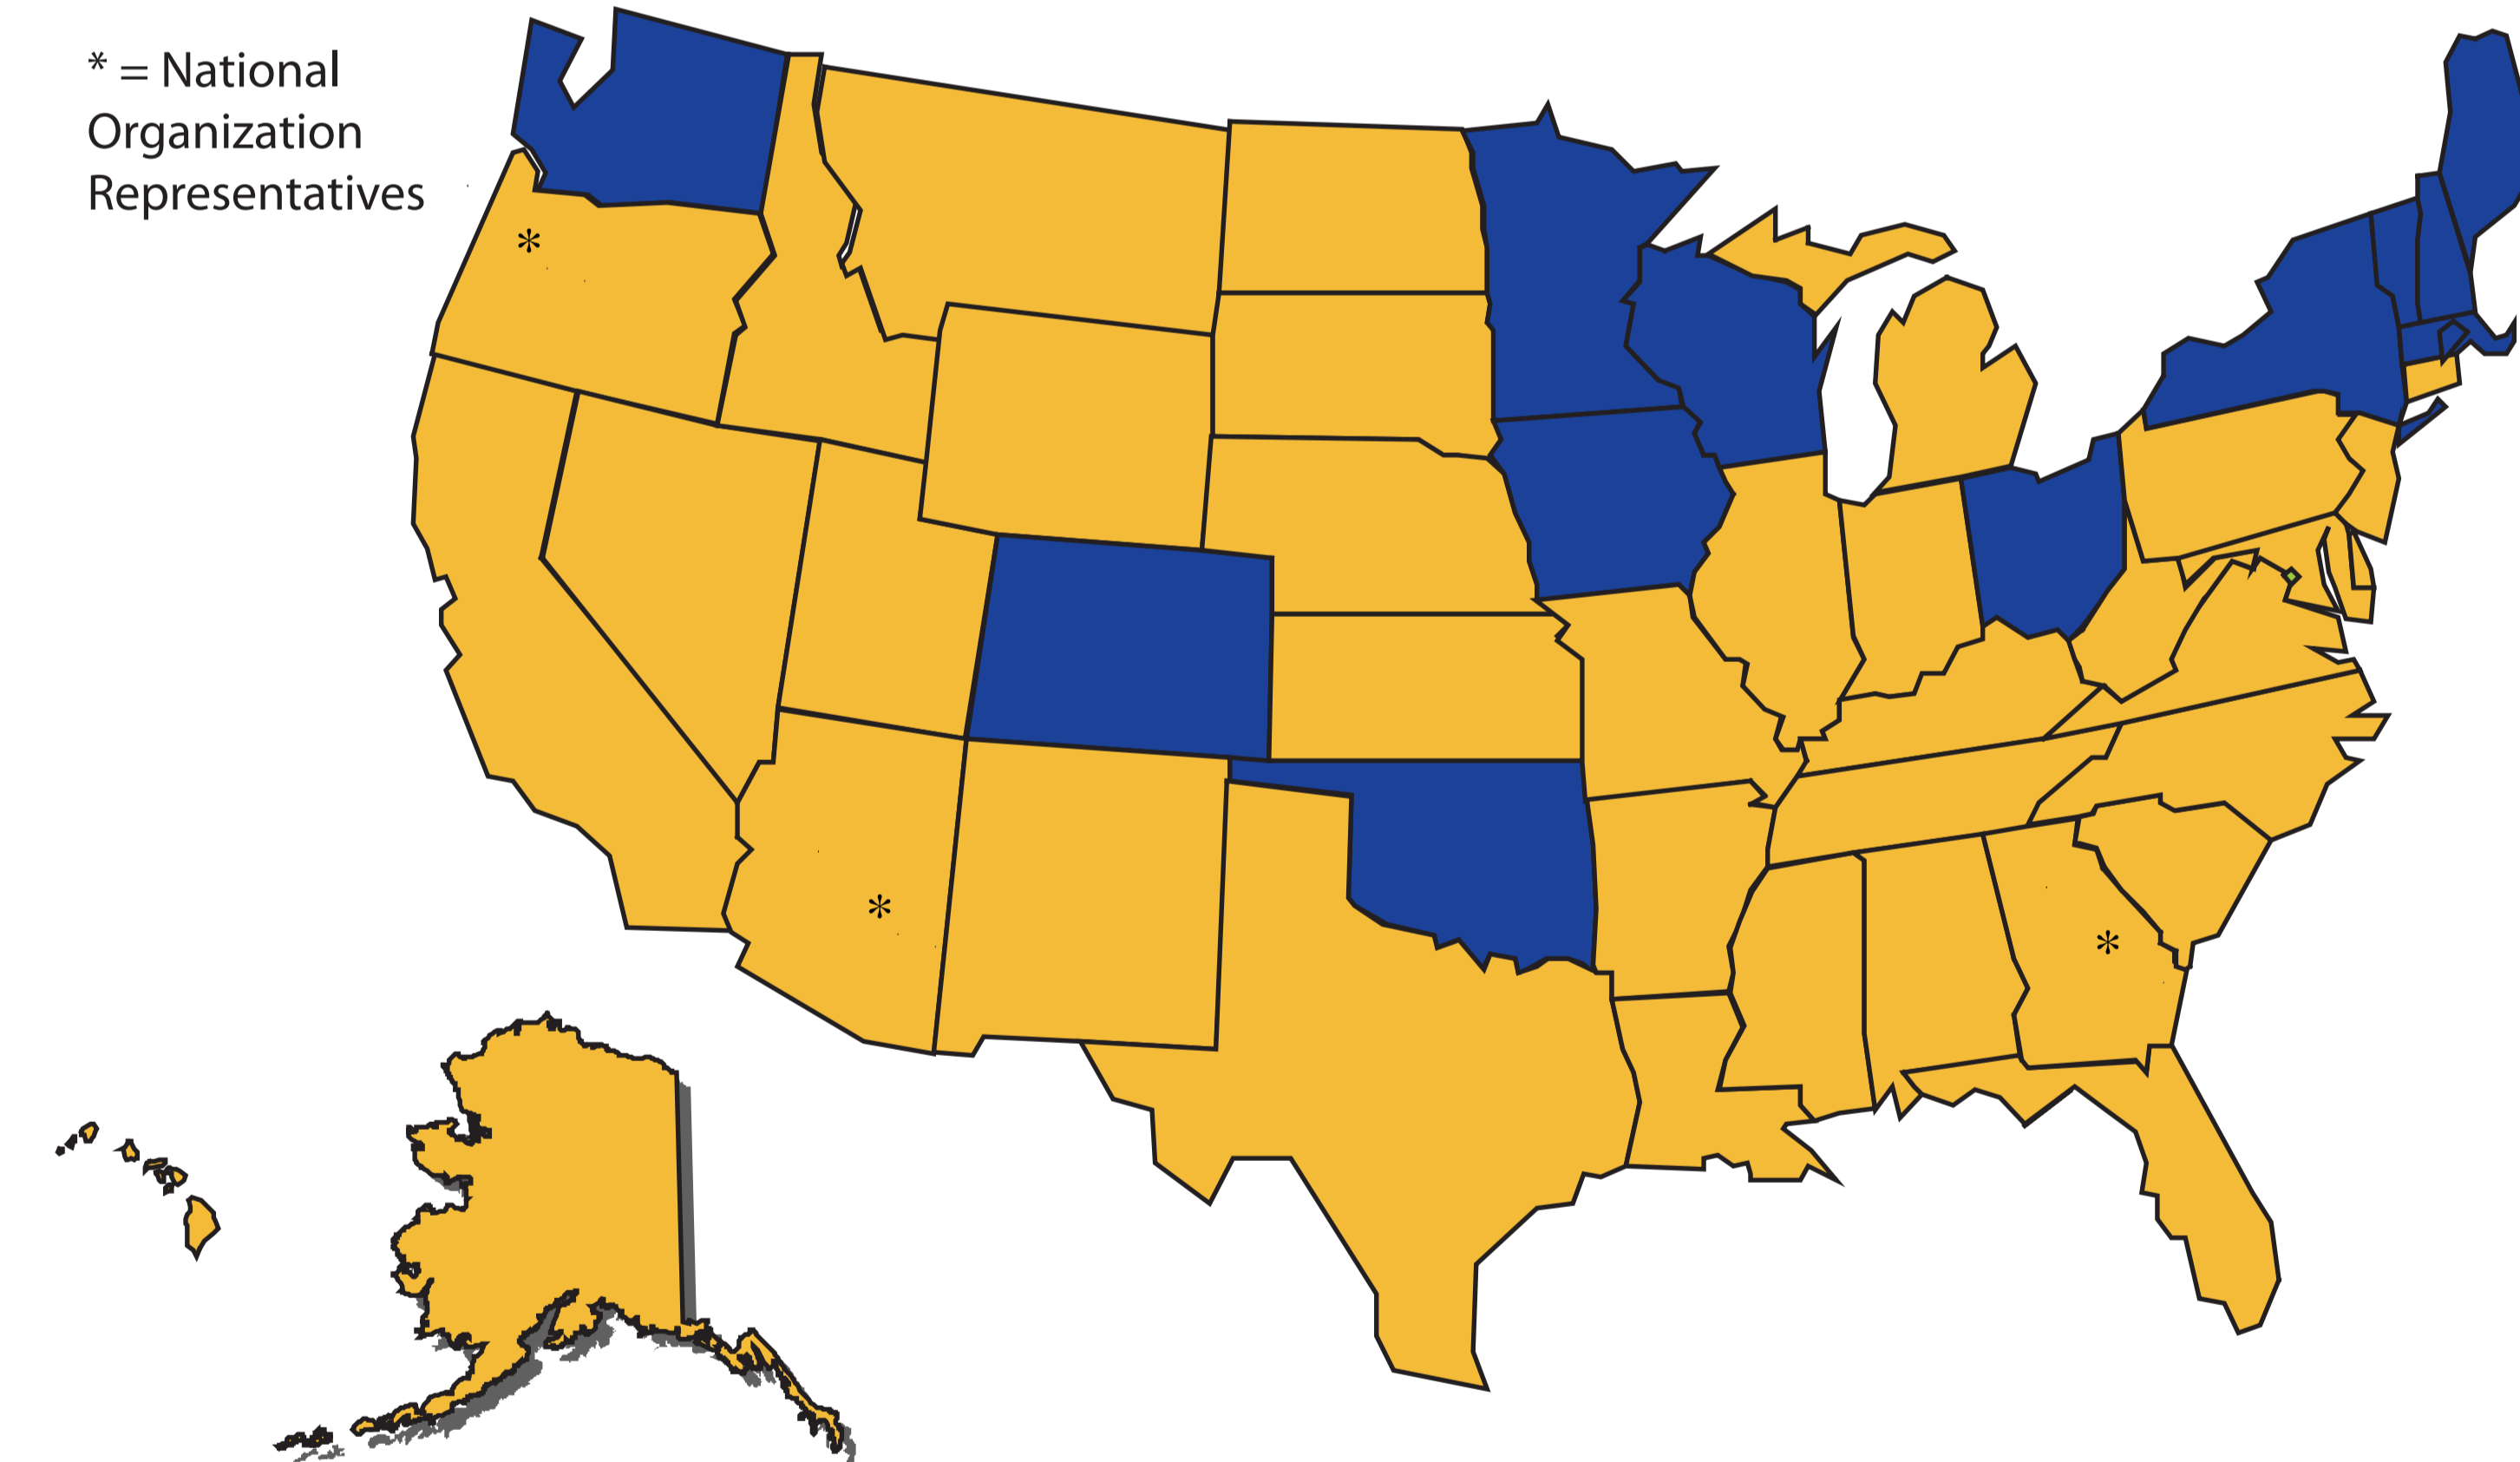 * = National
Organization
Representatives
*
*
*